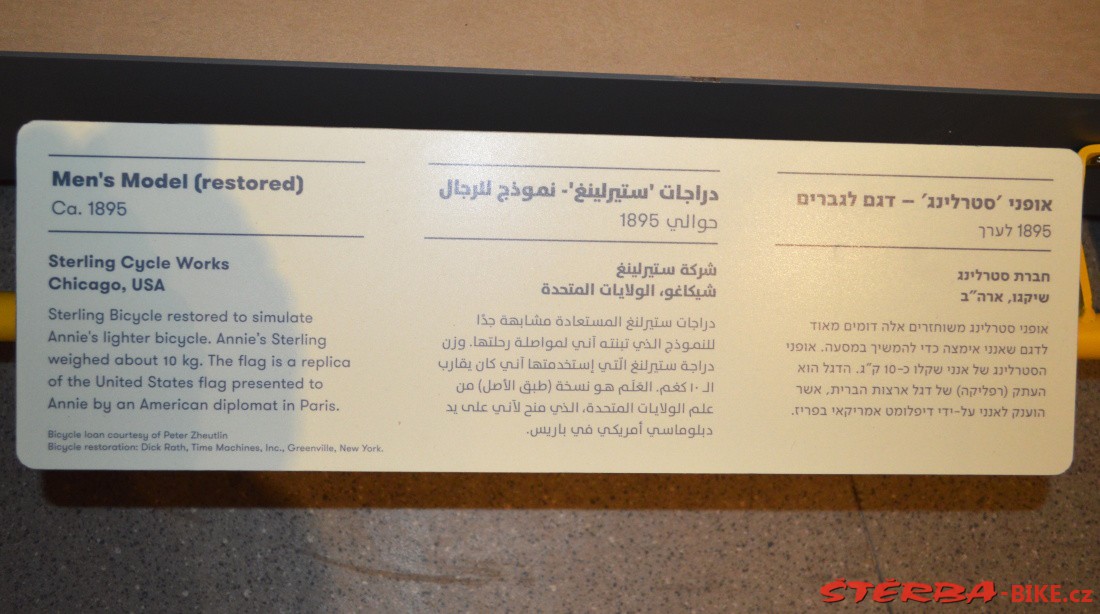 Men's Model (restored)
Ca. 1895
Sterling Cycle Works
Chicago, USA
Sterling Bicycle restored to simulate
Annie's lighter bicycle. Annie's Sterling
weighed about 10 kg. The flag is a replica
of the United States flag presented to
Annie by an American diplomat in Paris.
Bicycle loan courtesy of Peter Zheutlin
Bicycle restoration: Dick Rath, Time Machines, Inc., Greenville, New York.
دراجات 'ستيرلينغ'- نموذج للرجال
حوالي 1895
شركة ستيرلينغ
شيكاغو، الولايات المتحدة
دراجات ستيرلنغ المستعادة مشابهة جدًا
للنموذج الذي تبنته آني لمواصلة رحلتها. وزن
دراجة ستيرلنغ الّتي إستخدمتها آني كان يقارب
الـ ١٠ كغم. العَلَم هو نسخة (طبق الأصل) من
علم الولايات المتحدة، الذي منح لآني على يد
دبلوماسي أمريكي في باريس.
אופני 'סטרלינג' – דגם לגברים
1895 לערך
חברת סטרלינג
שיקגו, ארה"ב
אופני סטרלינג משוחזרים אלה דומים מאוד
לדגם שאנני אימצה כדי להמשיך במסעה. אופני
הסטרלינג של אנני שקלו כ-10 ק"ג. הדגל הוא
העתק (רפליקה) של דגל ארצות הברית, אשר
הוענק לאנני על-ידי דיפלומט אמריקאי בפריז.
STERBA-BIKE.cz